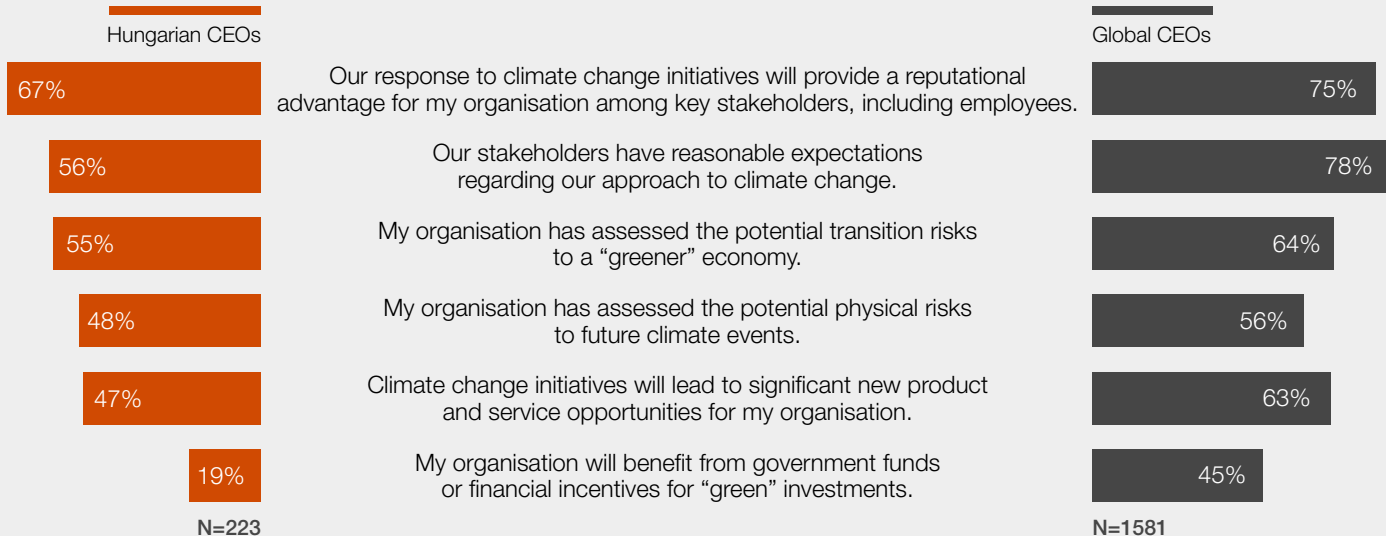 Hungarian CEOs
Global CEOs
67%
Our response to climate change initiatives will provide a reputational
advantage for my organisation among key stakeholders, including employees.
75%
56%
Our stakeholders have reasonable expectations
regarding our approach to climate change.
78%
55%
My organisation has assessed the potential transition risks
to a “greener” economy.
64%
48%
My organisation has assessed the potential physical risks
to future climate events.
56%
47%
Climate change initiatives will lead to significant new product
and service opportunities for my organisation.
63%
19%
My organisation will benefit from government funds
or financial incentives for “green” investments.
45%
N=223
N=1581